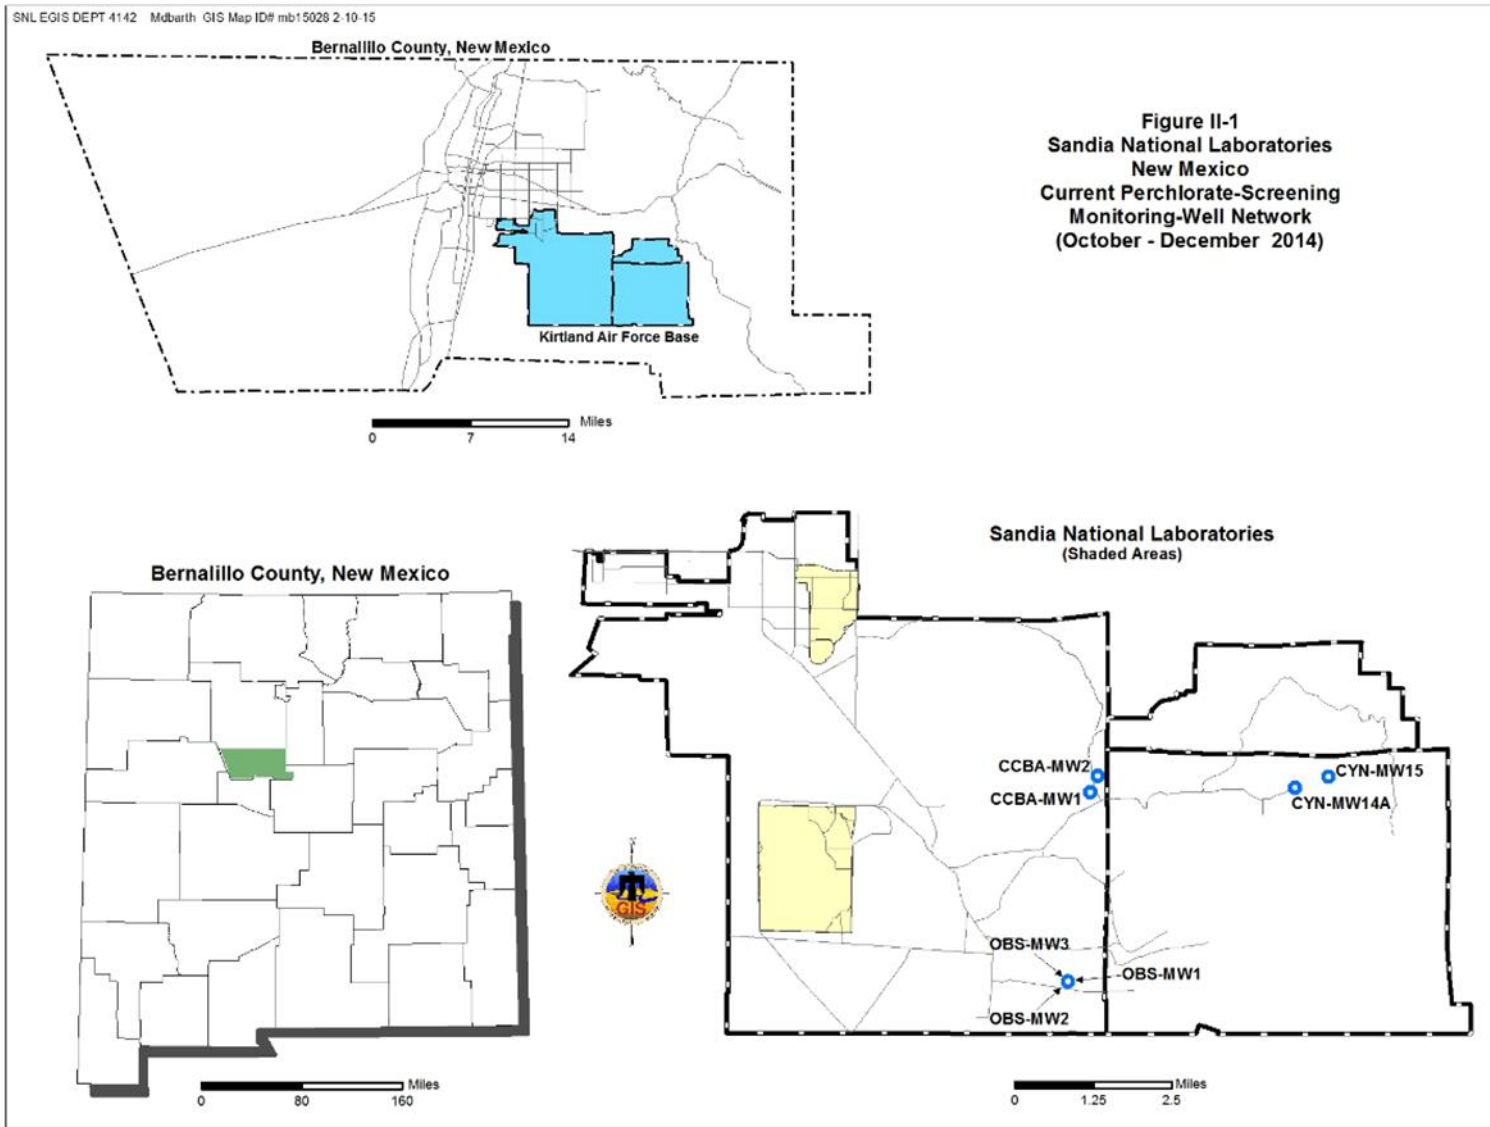 SNL EGIS DEPT 4142    Mdbarth  GIS Map ID# mb15028 2-10-15
Bernalillo County, New Mexico
Figure II-1
Sandia National Laboratories
New Mexico
Current Perchlorate-Screening
Monitoring-Well Network
(October - December  2014)
Kirtland Air Force Base
Miles
0 7 14
Sandia National Laboratories
(Shaded Areas)
Bernalillo County, New Mexico
CCBA-MW2
CCBA-MW1
CYN-MW15
CYN-MW14A
GIS
OBS-MW3
OBS-MW1
OBS-MW2
Miles
0 80 160
Miles
0 1.25 2.5